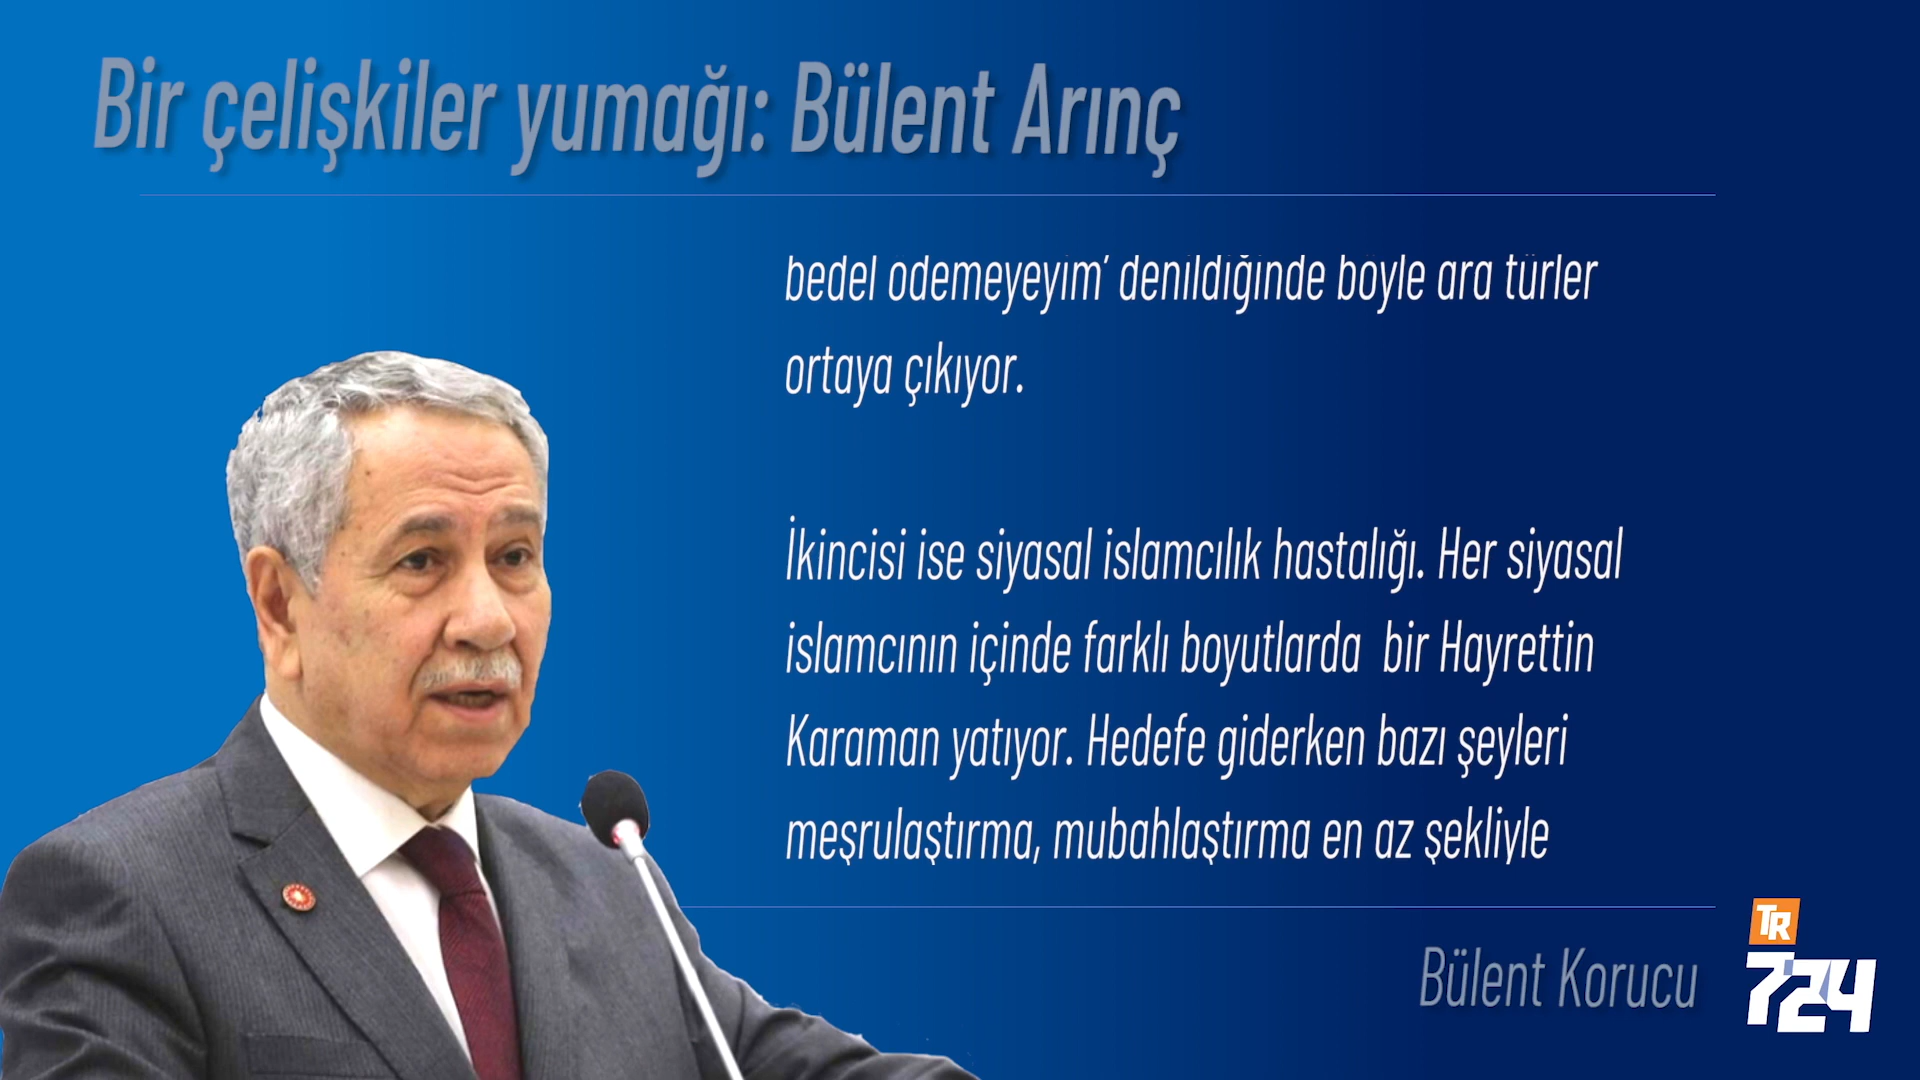 Bir çelişkiler yumağı: Bülent Arınç
bedel ödemeyeyim’ denildiğinde böyle ara türler
ortaya çıkıyor.
İkincisi ise siyasal islamcılık hastalığı. Her siyasal
islamcının içinde farklı boyutlarda bir Hayrettin
Karaman yatıyor. Hedefe giderken bazı şeyleri
meşrulaştırma, mubahlaştırma en az şekliyle
Bülent Korucu
TR
724